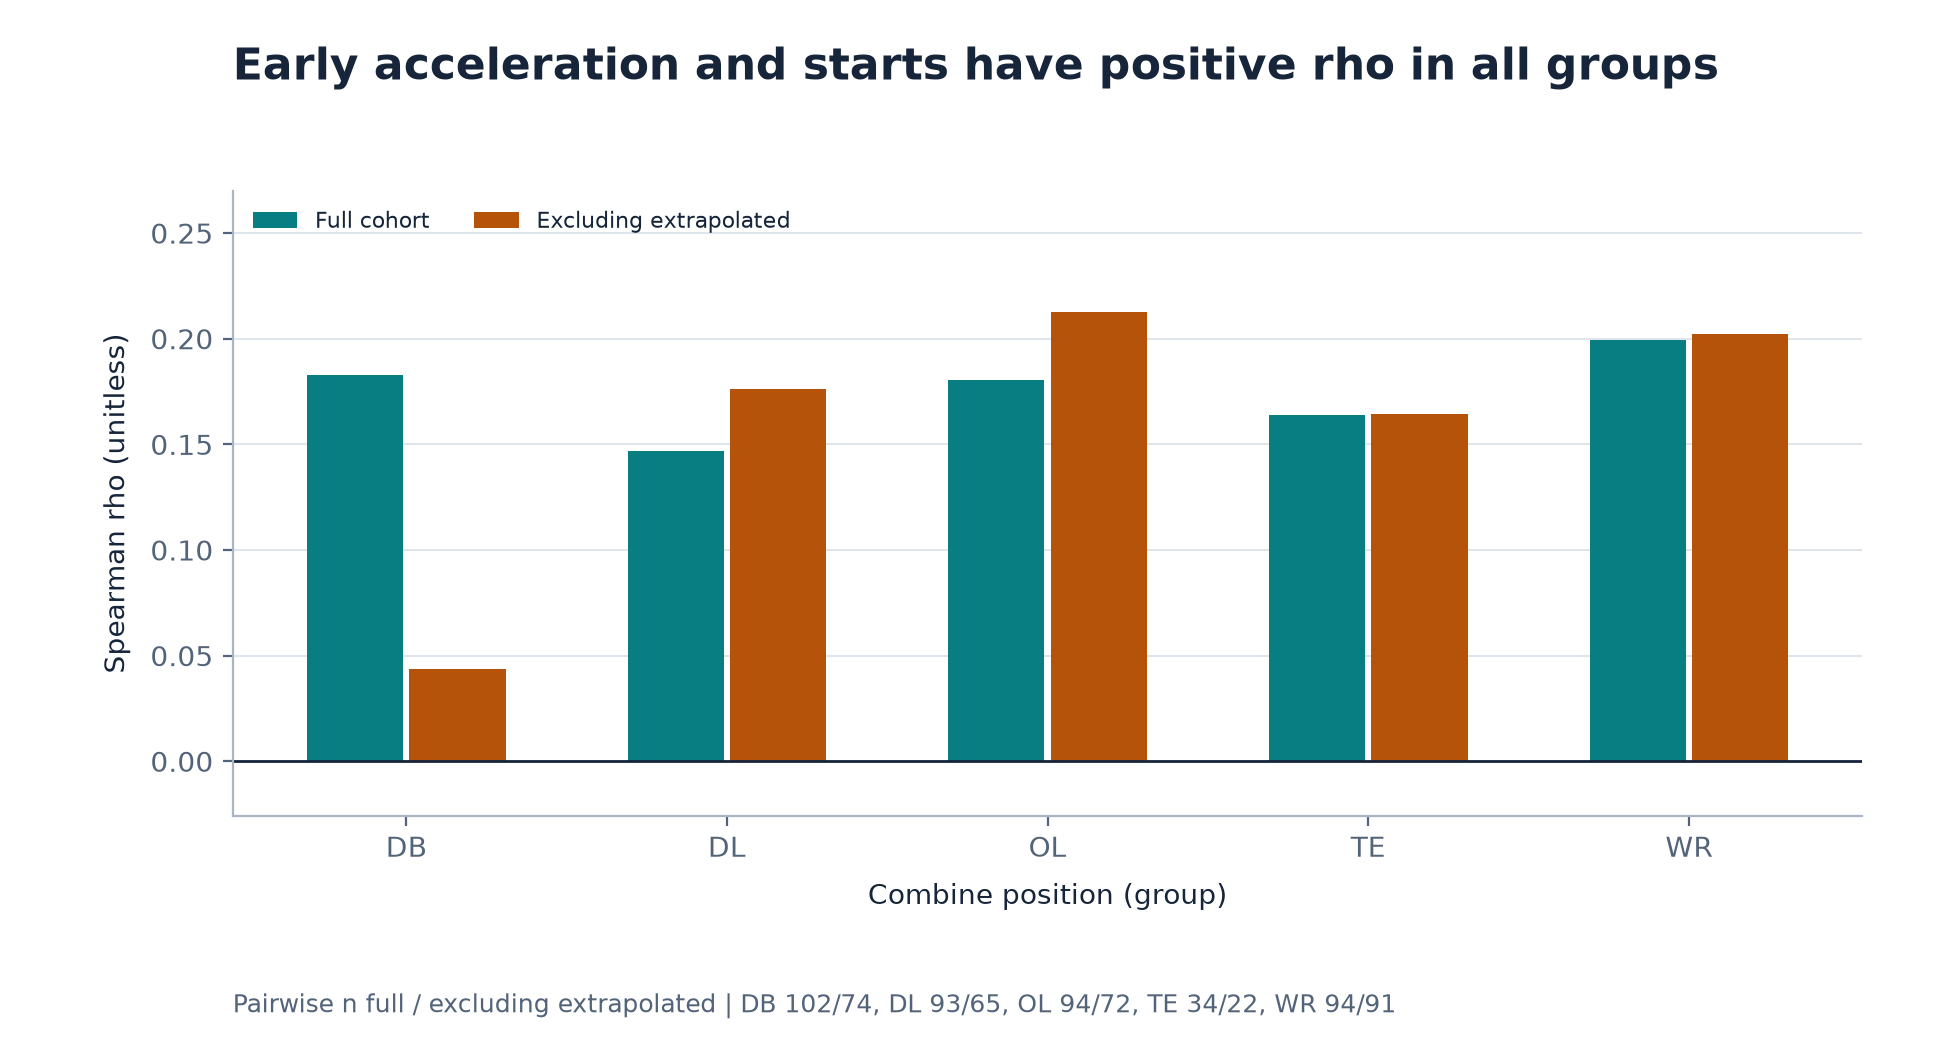 Early acceleration and starts have positive rho in all groups
Full cohort
Excluding extrapolated
Spearman rho (unitless)
0.25
0.20
0.15
0.10
0.05
0.00
DB
DL
OL
TE
WR
Combine position (group)
Pairwise n full / excluding extrapolated | DB 102/74, DL 93/65, OL 94/72, TE 34/22, WR 94/91